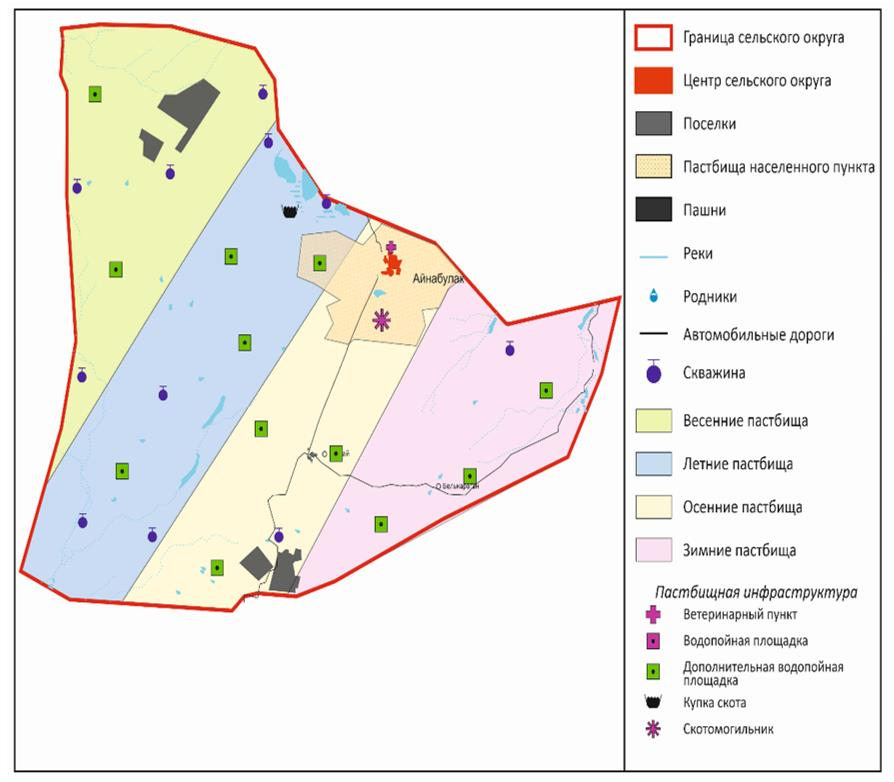 Граница сельского округа
Центр сельского округа
Поселки
Пастбища населенного пункта
Пашни
Реки
Родники
Автомобильные дороги
Скважина
Весенние пастбища
Летние пастбища
Осенние пастбища
Зимние пастбища
Пастбищная инфраструктура
Ветеринарный пункт
Водопойная площадка
Дополнительная водопойная
площадка
Купка скота
Скотомогильник
Айнабулак